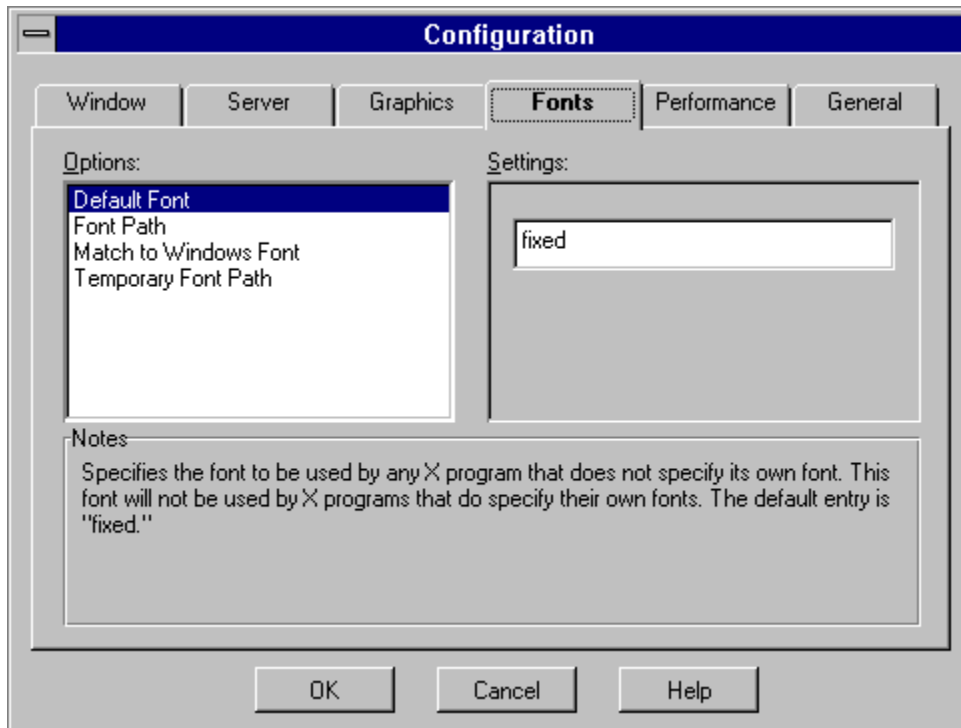 Configuration
Window Server Graphics Fonts Performance General
Options:
Default Font
Font Path
Match to Windows Font
Temporary Font Path
Settings:
fixed
Notes
Specifies the font to be used by any X program that does not specify its own font. This
font will not be used by X programs that do specify their own fonts. The default entry is
"fixed."
OK Cancel Help